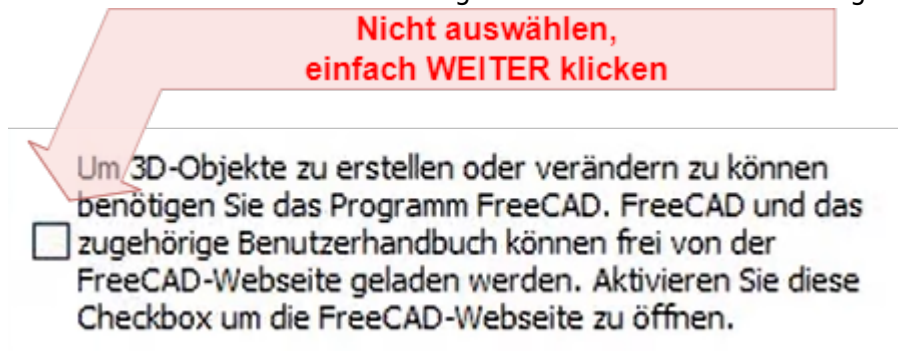 Nicht auswählen,
einfach WEITER klicken
Um 3D-Objekte zu erstellen oder verändern zu können
benötigen Sie das Programm FreeCAD. FreeCAD und das
zugehörige Benutzerhandbuch können frei von der
FreeCAD-Webseite geladen werden. Aktivieren Sie diese
Checkbox um die FreeCAD-Webseite zu öffnen.